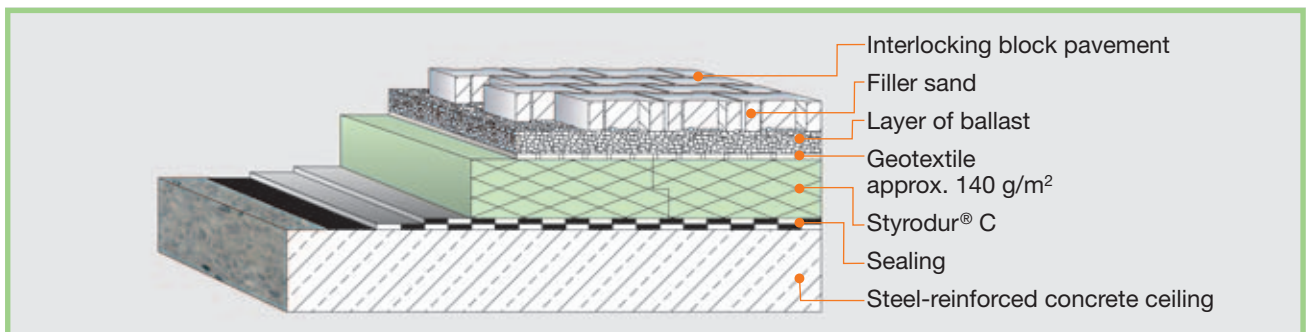 Interlocking block pavement
Filler sand
Layer of ballast
Geotextile
approx. 140 g/m²
Styrodur® C
Sealing
Steel-reinforced concrete ceiling